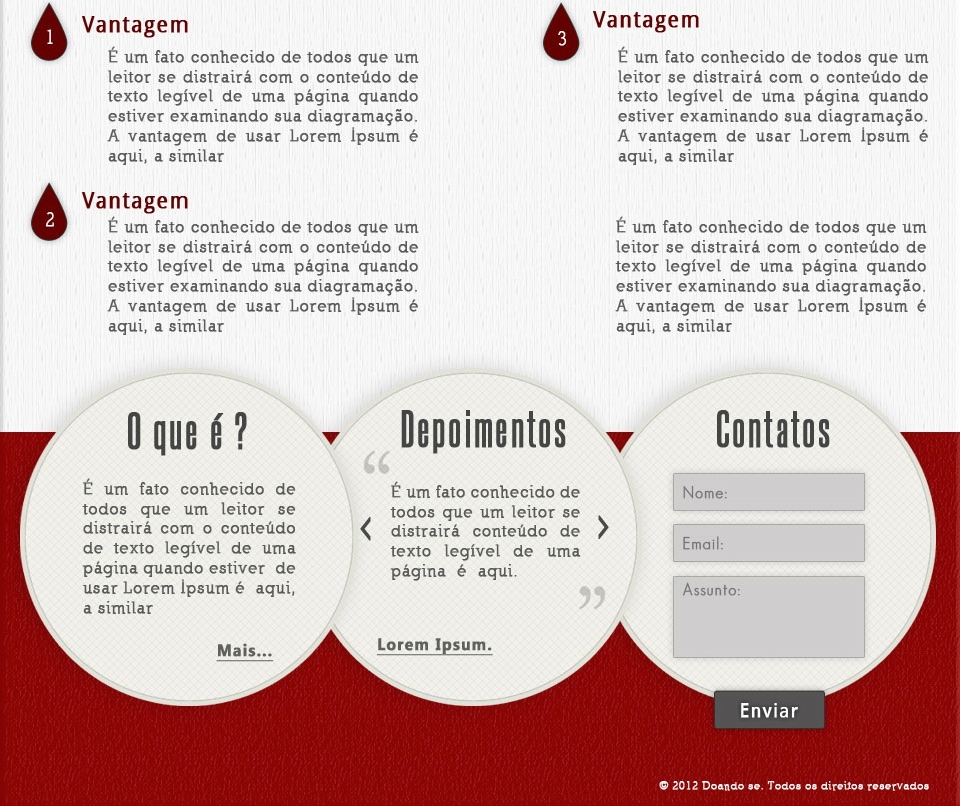 1
Vantagem
É um fato conhecido de todos que um
leitor se distrairá com o conteúdo de
texto legível de uma página quando
estiver examinando sua diagramação.
A vantagem de usar Lorem Ipsum é
aqui, a similar
2
Vantagem
É um fato conhecido de todos que um
leitor se distrairá com o conteúdo de
texto legível de uma página quando
estiver examinando sua diagramação.
A vantagem de usar Lorem Ipsum é
aqui, a similar
3
Vantagem
É um fato conhecido de todos que um
leitor se distrairá com o conteúdo de
texto legível de uma página quando
estiver examinando sua diagramação.
A vantagem de usar Lorem Ipsum é
aqui, a similar
É um fato conhecido de todos que um
leitor se distrairá com o conteúdo de
texto legível de uma página quando
estiver examinando sua diagramação.
A vantagem de usar Lorem Ipsum é
aqui, a similar
O que é ?
É um fato conhecido de
todos que um leitor se
distrairá com o conteúdo
de texto legível de uma
página quando estiver de
usar Lorem Ipsum é aqui,
a similar
Mais...
Depoimentos
“
É um fato conhecido de
todos que um leitor se
distrairá conteúdo de
texto legível de uma
página é aqui.
”
‹ ›
Lorem Ipsum.
Contatos
Nome:
Email:
Assunto:
Enviar
© 2012 Doando se. Todos os direitos reservados